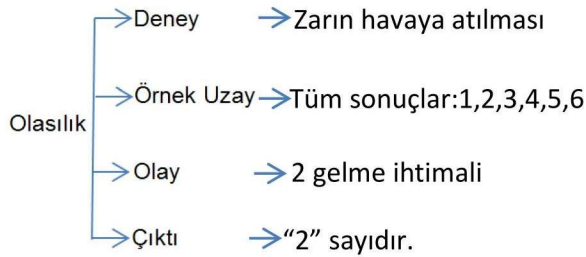 Deney Zarın havaya atılması
Örnek Uzay Tüm sonuçlar:1,2,3,4,5,6
Olasılık
Olay 2 gelme ihtimali
Çıktı “2” sayıdır.